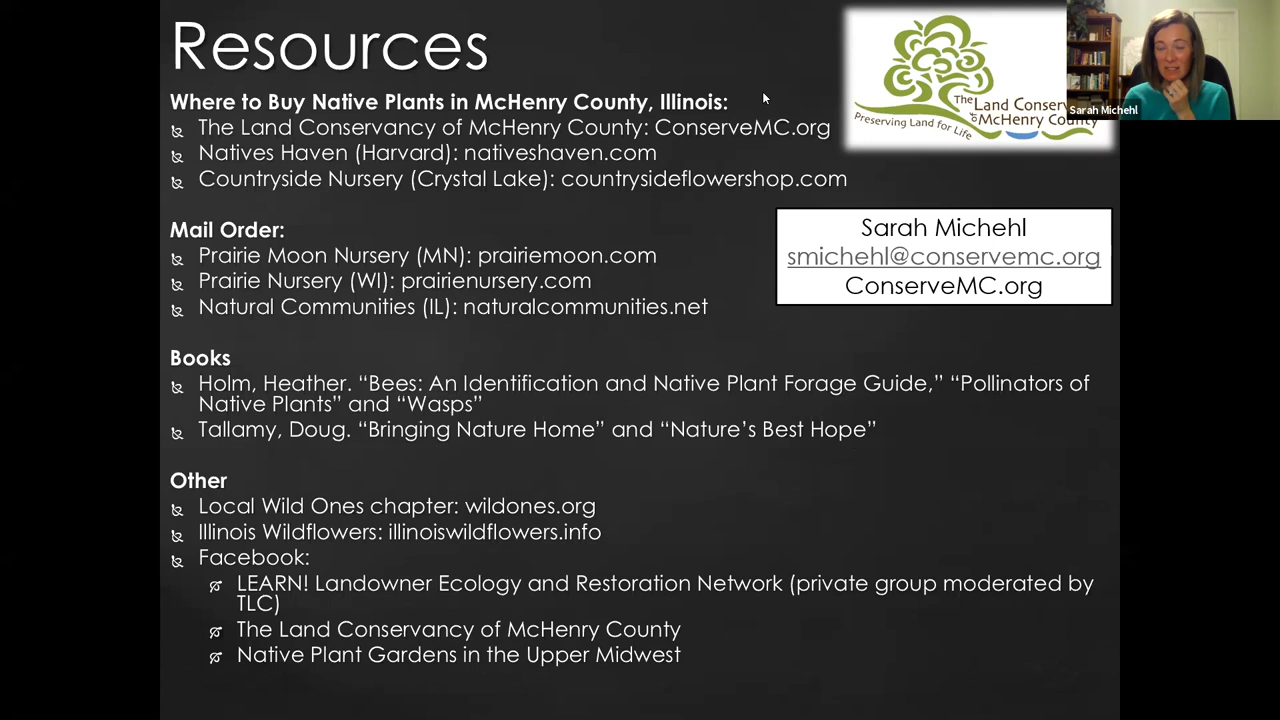 Resources
Where to Buy Native Plants in McHenry County, Illinois:
The Land Conservancy of McHenry County: ConserveMC.org
Natives Haven (Harvard): nativeshaven.com
Countryside Nursery (Crystal Lake): countrysideflowershop.com
Mail Order:
Prairie Moon Nursery (MN): prairiemoon.com
Prairie Nursery (WI): prairienursery.com
Natural Communities (IL): naturalcommunities.net
Books
Holm, Heather. “Bees: An Identification and Native Plant Forage Guide,” “Pollinators of
Native Plants” and “Wasps”
Tallamy, Doug. “Bringing Nature Home” and “Nature’s Best Hope”
Other
Local Wild Ones chapter: wildones.org
Illinois Wildflowers: illinoiswildflowers.info
Facebook:
LEARN! Landowner Ecology and Restoration Network (private group moderated by
TLC)
The Land Conservancy of McHenry County
Native Plant Gardens in the Upper Midwest
The Land Conser
of McHenry County
Preserving Land for Life
Sarah Michehl
Sarah Michehl
smichehl@conservemc.org
ConserveMC.org